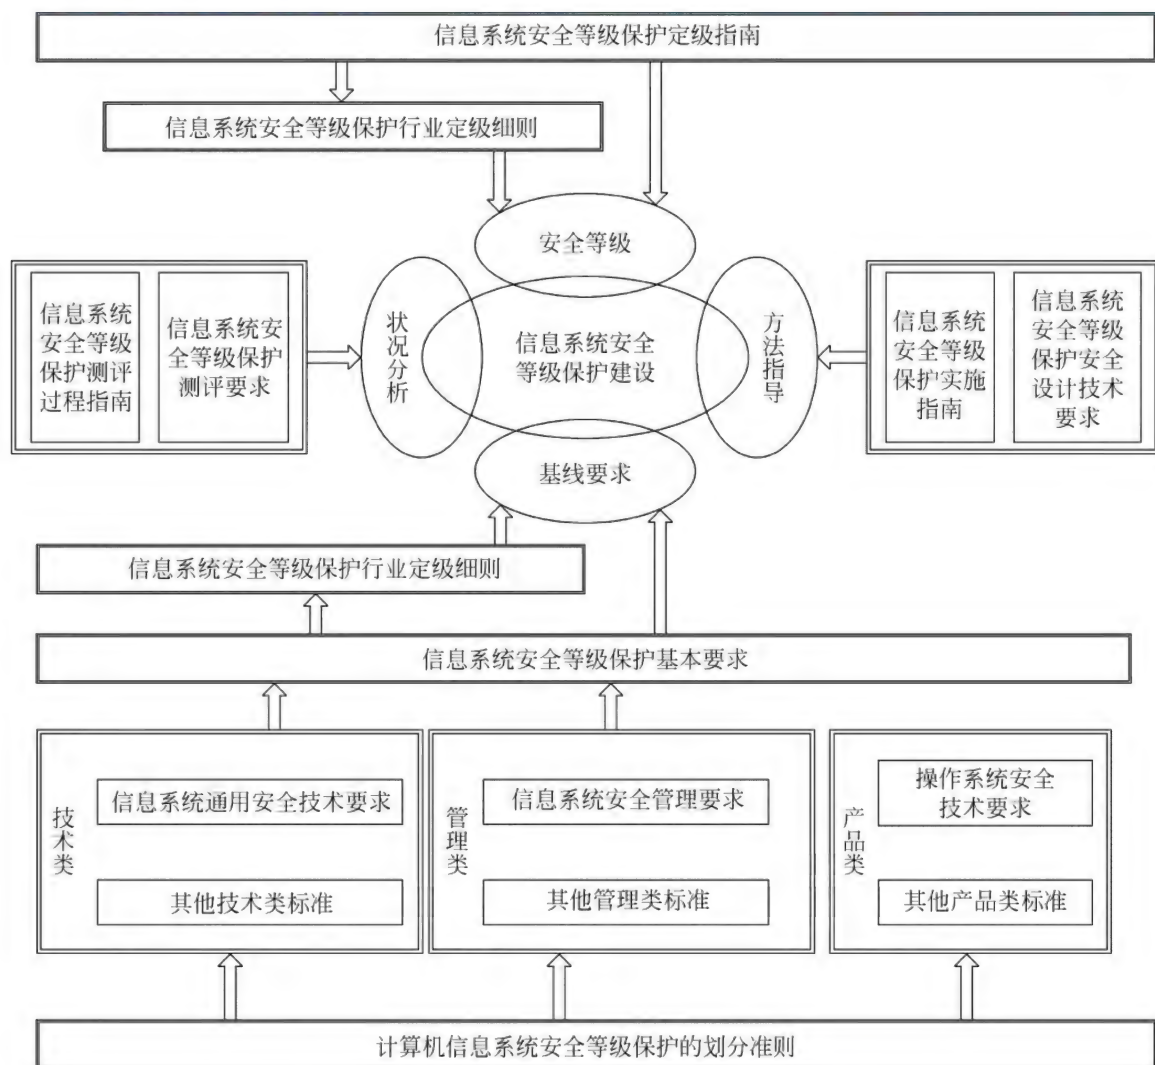 信息系统安全等级保护定级指南
信息系统安全等级保护行业定级细则
安全等级
信息系统
安全等级
保护测评
过程指南
信息系统安
全等级保护
测评要求
状况分析
信息系统安全
等级保护建设
方法指导
信息系统
安全等级
保护实施
指南
信息系统
安全等级
保护安全
设计技术
要求
基线要求
信息系统安全等级保护行业定级细则
信息系统安全等级保护基本要求
技术类
信息系统通用安全技术要求
其他技术类标准
管理类
信息系统安全管理要求
其他管理类标准
产品类
操作系统安全
技术要求
其他产品类标准
计算机信息系统安全等级保护的划分准则